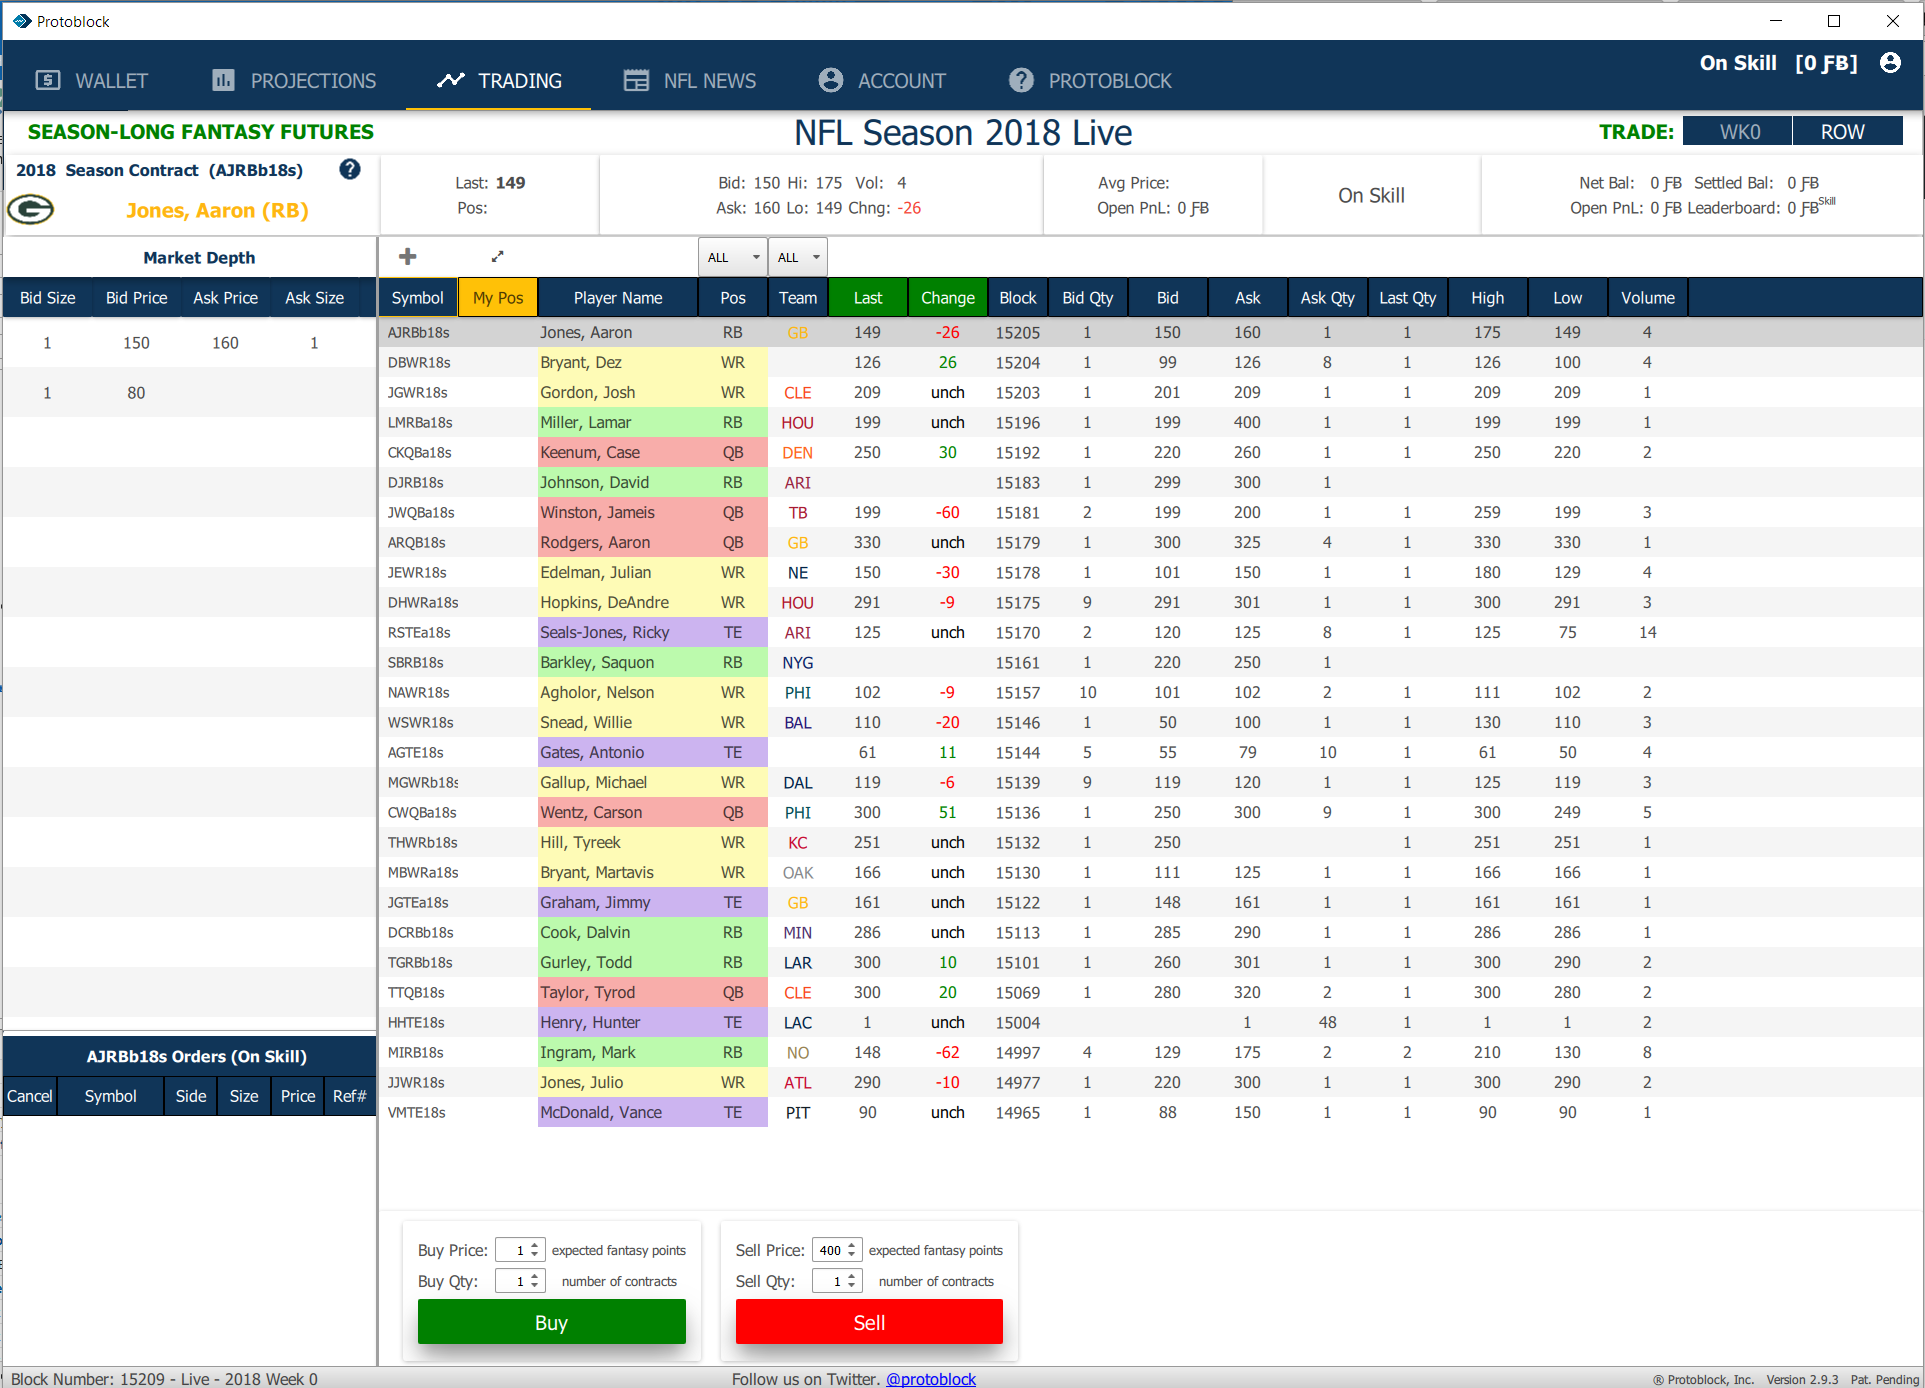 Protoblock
WALLET PROJECTIONS TRADING NFL NEWS ACCOUNT PROTOBLOCK On Skill [0 ƑɃ]
SEASON-LONG FANTASY FUTURES NFL Season 2018 Live TRADE: WK0 ROW
2018 Season Contract (AJRBb18s) ?
Jones, Aaron (RB)
Last: 149
Pos:
Bid: 150 Hi: 175 Vol: 4
Ask: 160 Lo: 149 Chng: -26
Avg Price:
Open PnL: 0 ƑɃ
On Skill
Net Bal: 0 ƑɃ Settled Bal: 0 ƑɃ
Open PnL: 0 ƑɃ Leaderboard: 0 ƑɃ Skill
Market Depth
Bid Size Bid Price Ask Price Ask Size
1 150 160 1
1 80
ALL ALL
Symbol My Pos Player Name Pos Team Last Change Block Bid Qty Bid Ask Ask Qty Last Qty High Low Volume
AJRBb18s Jones, Aaron RB GB 149 -26 15205 1 150 160 1 1 175 149 4
DBWR18s Bryant, Dez WR 126 26 15204 1 99 126 8 1 126 100 4
JGWR18s Gordon, Josh WR CLE 209 unch 15203 1 201 209 1 1 209 209 1
LMRBa18s Miller, Lamar RB HOU 199 unch 15196 1 199 400 1 1 199 199 1
CKQBa18s Keenum, Case QB DEN 250 30 15192 1 220 260 1 1 250 220 2
DJRB18s Johnson, David RB ARI 15183 1 299 300 1
JWQBa18s Winston, Jameis QB TB 199 -60 15181 2 199 200 1 1 259 199 3
ARQB18s Rodgers, Aaron QB GB 330 unch 15179 1 300 325 4 1 330 330 1
JEWR18s Edelman, Julian WR NE 150 -30 15178 1 101 150 1 1 180 129 4
DHWRa18s Hopkins, DeAndre WR HOU 291 -9 15175 9 291 301 1 1 300 291 3
RSTEa18s Seals-Jones, Ricky TE ARI 125 unch 15170 2 120 125 8 1 125 75 14
SBRB18s Barkley, Saquon RB NYG 15161 1 220 250 1
NAWR18s Agholor, Nelson WR PHI 102 -9 15157 10 101 102 2 1 111 102 2
WSWR18s Snead, Willie WR BAL 110 -20 15146 1 50 100 1 1 130 110 3
AGTE18s Gates, Antonio TE 61 11 15144 5 55 79 10 1 61 50 4
MGWRb18s Gallup, Michael WR DAL 119 -6 15139 9 119 120 1 1 125 119 3
CWQBa18s Wentz, Carson QB PHI 300 51 15136 1 250 300 9 1 300 249 5
THWRb18s Hill, Tyreek WR KC 251 unch 15132 1 250 1 251 251 1
MBWRa18s Bryant, Martavis WR OAK 166 unch 15130 1 111 125 1 1 166 166 1
JGTEa18s Graham, Jimmy TE GB 161 unch 15122 1 148 161 1 1 161 161 1
DCRBb18s Cook, Dalvin RB MIN 286 unch 15113 1 285 290 1 1 286 286 1
TGRBb18s Gurley, Todd RB LAR 300 10 15101 1 260 301 1 1 300 290 2
TTQB18s Taylor, Tyrod QB CLE 300 20 15069 1 280 320 2 1 300 280 2
HHTE18s Henry, Hunter TE LAC 1 unch 15004 1 48 1 1 1 2
MIRB18s Ingram, Mark RB NO 148 -62 14997 4 129 175 2 2 210 130 8
JJWR18s Jones, Julio WR ATL 290 -10 14977 1 220 300 1 1 300 290 2
VMTE18s McDonald, Vance TE PIT 90 unch 14965 1 88 150 1 1 90 90 1
AJRBb18s Orders (On Skill)
Cancel Symbol Side Size Price Ref#
Buy Price: 1 expected fantasy points
Buy Qty: 1 number of contracts
Buy
Sell Price: 400 expected fantasy points
Sell Qty: 1 number of contracts
Sell
Block Number: 15209 - Live - 2018 Week 0 Follow us on Twitter. @protoblock ® Protoblock, Inc. Version 2.9.3 Pat. Pending